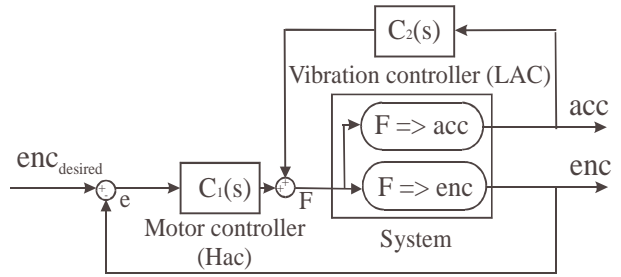 C₂(s)
Vibration controller (LAC)
acc
F => acc
enc
enc_desired
F => enc
C₁(s)
e
F
Motor controller
(Hac)
System